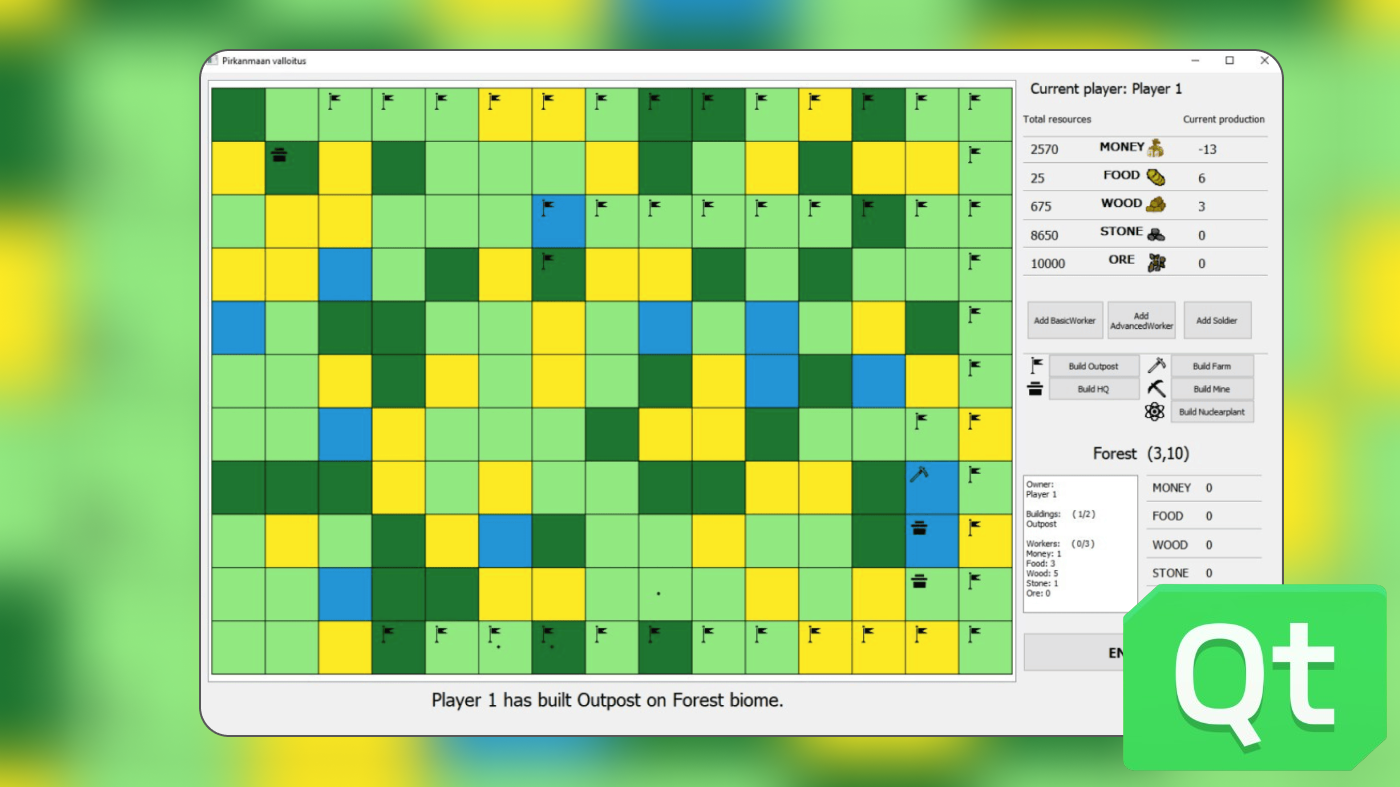 Pirkanmaan valloitus
Current player: Player 1
Total resources Current production
2570 MONEY -13
25 FOOD 6
675 WOOD 3
8650 STONE 0
10000 ORE 0
Add BasicWorker
Add
AdvancedWorker
Add Soldier
Build Outpost Build Farm
Build HQ Build Mine
Build Nuclearplant
Forest (3,10)
Owner:
Player 1
Buildings: ( 1/2 )
Outpost
Workers: ( 0/3 )
Money: 1
Food: 3
Wood: 5
Stone: 1
Ore: 0
MONEY 0
FOOD 0
WOOD 0
STONE 0
Player 1 has built Outpost on Forest biome.
Qt